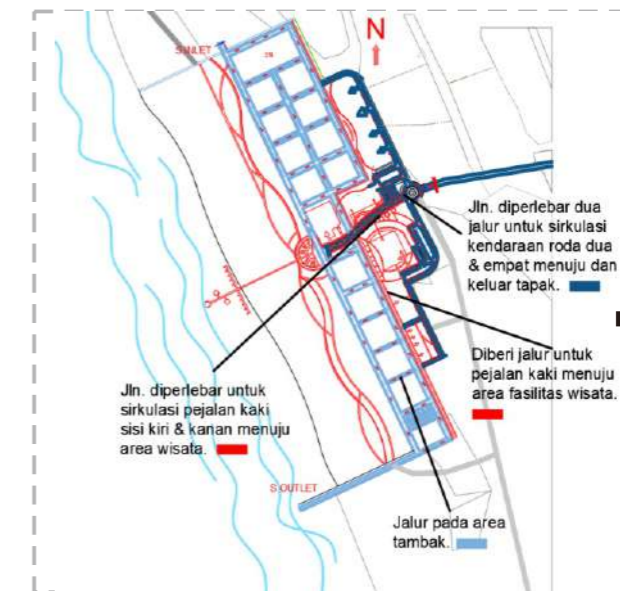 N
S INLET
Jln. diperlebar dua
jalur untuk sirkulasi
kendaraan roda dua
& empat menuju dan
keluar tapak.
Diberi jalur untuk
pejalan kaki menuju
area fasilitas wisata.
Jln. diperlebar untuk
sirkulasi pejalan kaki
sisi kiri & kanan menuju
area wisata.
S OUTLET
Jalur pada area
tambak.